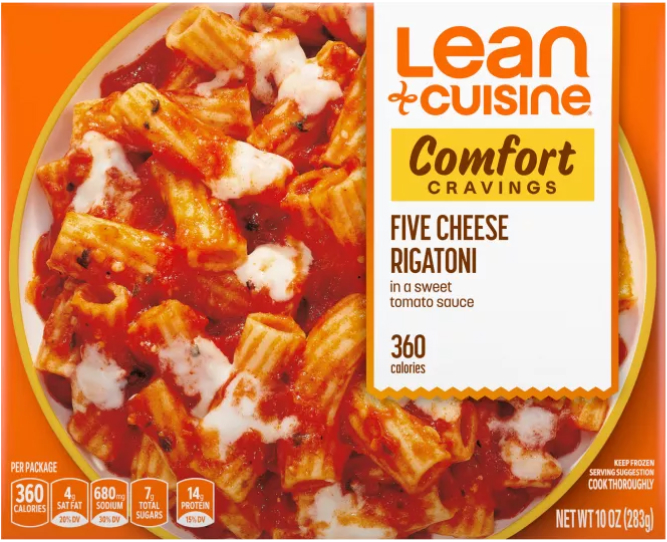 Lean
CUISINE
Comfort
CRAVINGS
FIVE CHEESE
RIGATONI
in a sweet
tomato sauce
360
calories
PER PACKAGE
360
CALORIES
4g
SAT FAT
20% DV
680mg
SODIUM
30% DV
7g
TOTAL
SUGARS
14g
PROTEIN
15% DV
KEEP FROZEN
SERVING SUGGESTION
COOK THOROUGHLY
NET WT 10 OZ (283g)